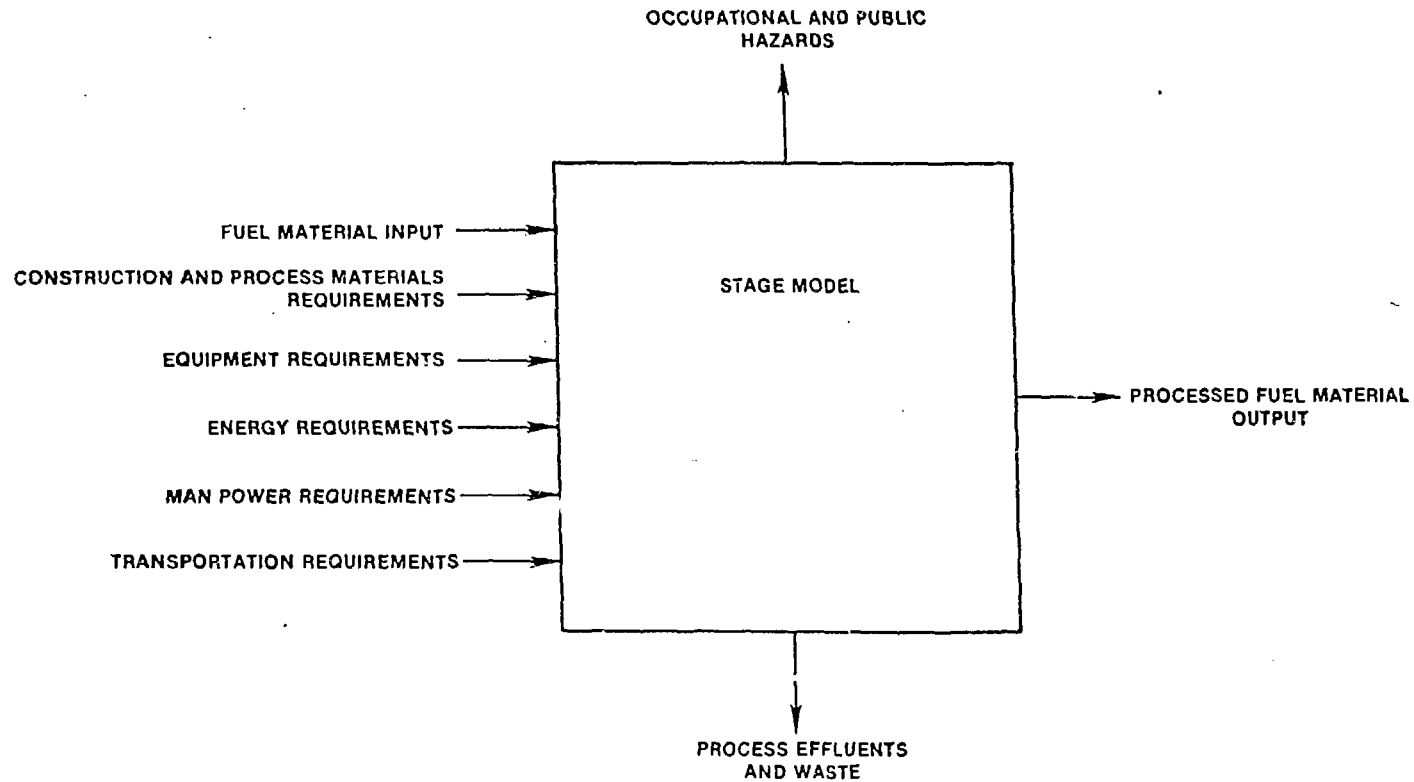 OCCUPATIONAL AND PUBLIC
HAZARDS
FUEL MATERIAL INPUT
CONSTRUCTION AND PROCESS MATERIALS
REQUIREMENTS
STAGE MODEL
EQUIPMENT REQUIREMENTS
PROCESSED FUEL MATERIAL
OUTPUT
ENERGY REQUIREMENTS
MAN POWER REQUIREMENTS
TRANSPORTATION REQUIREMENTS
PROCESS EFFLUENTS
AND WASTE